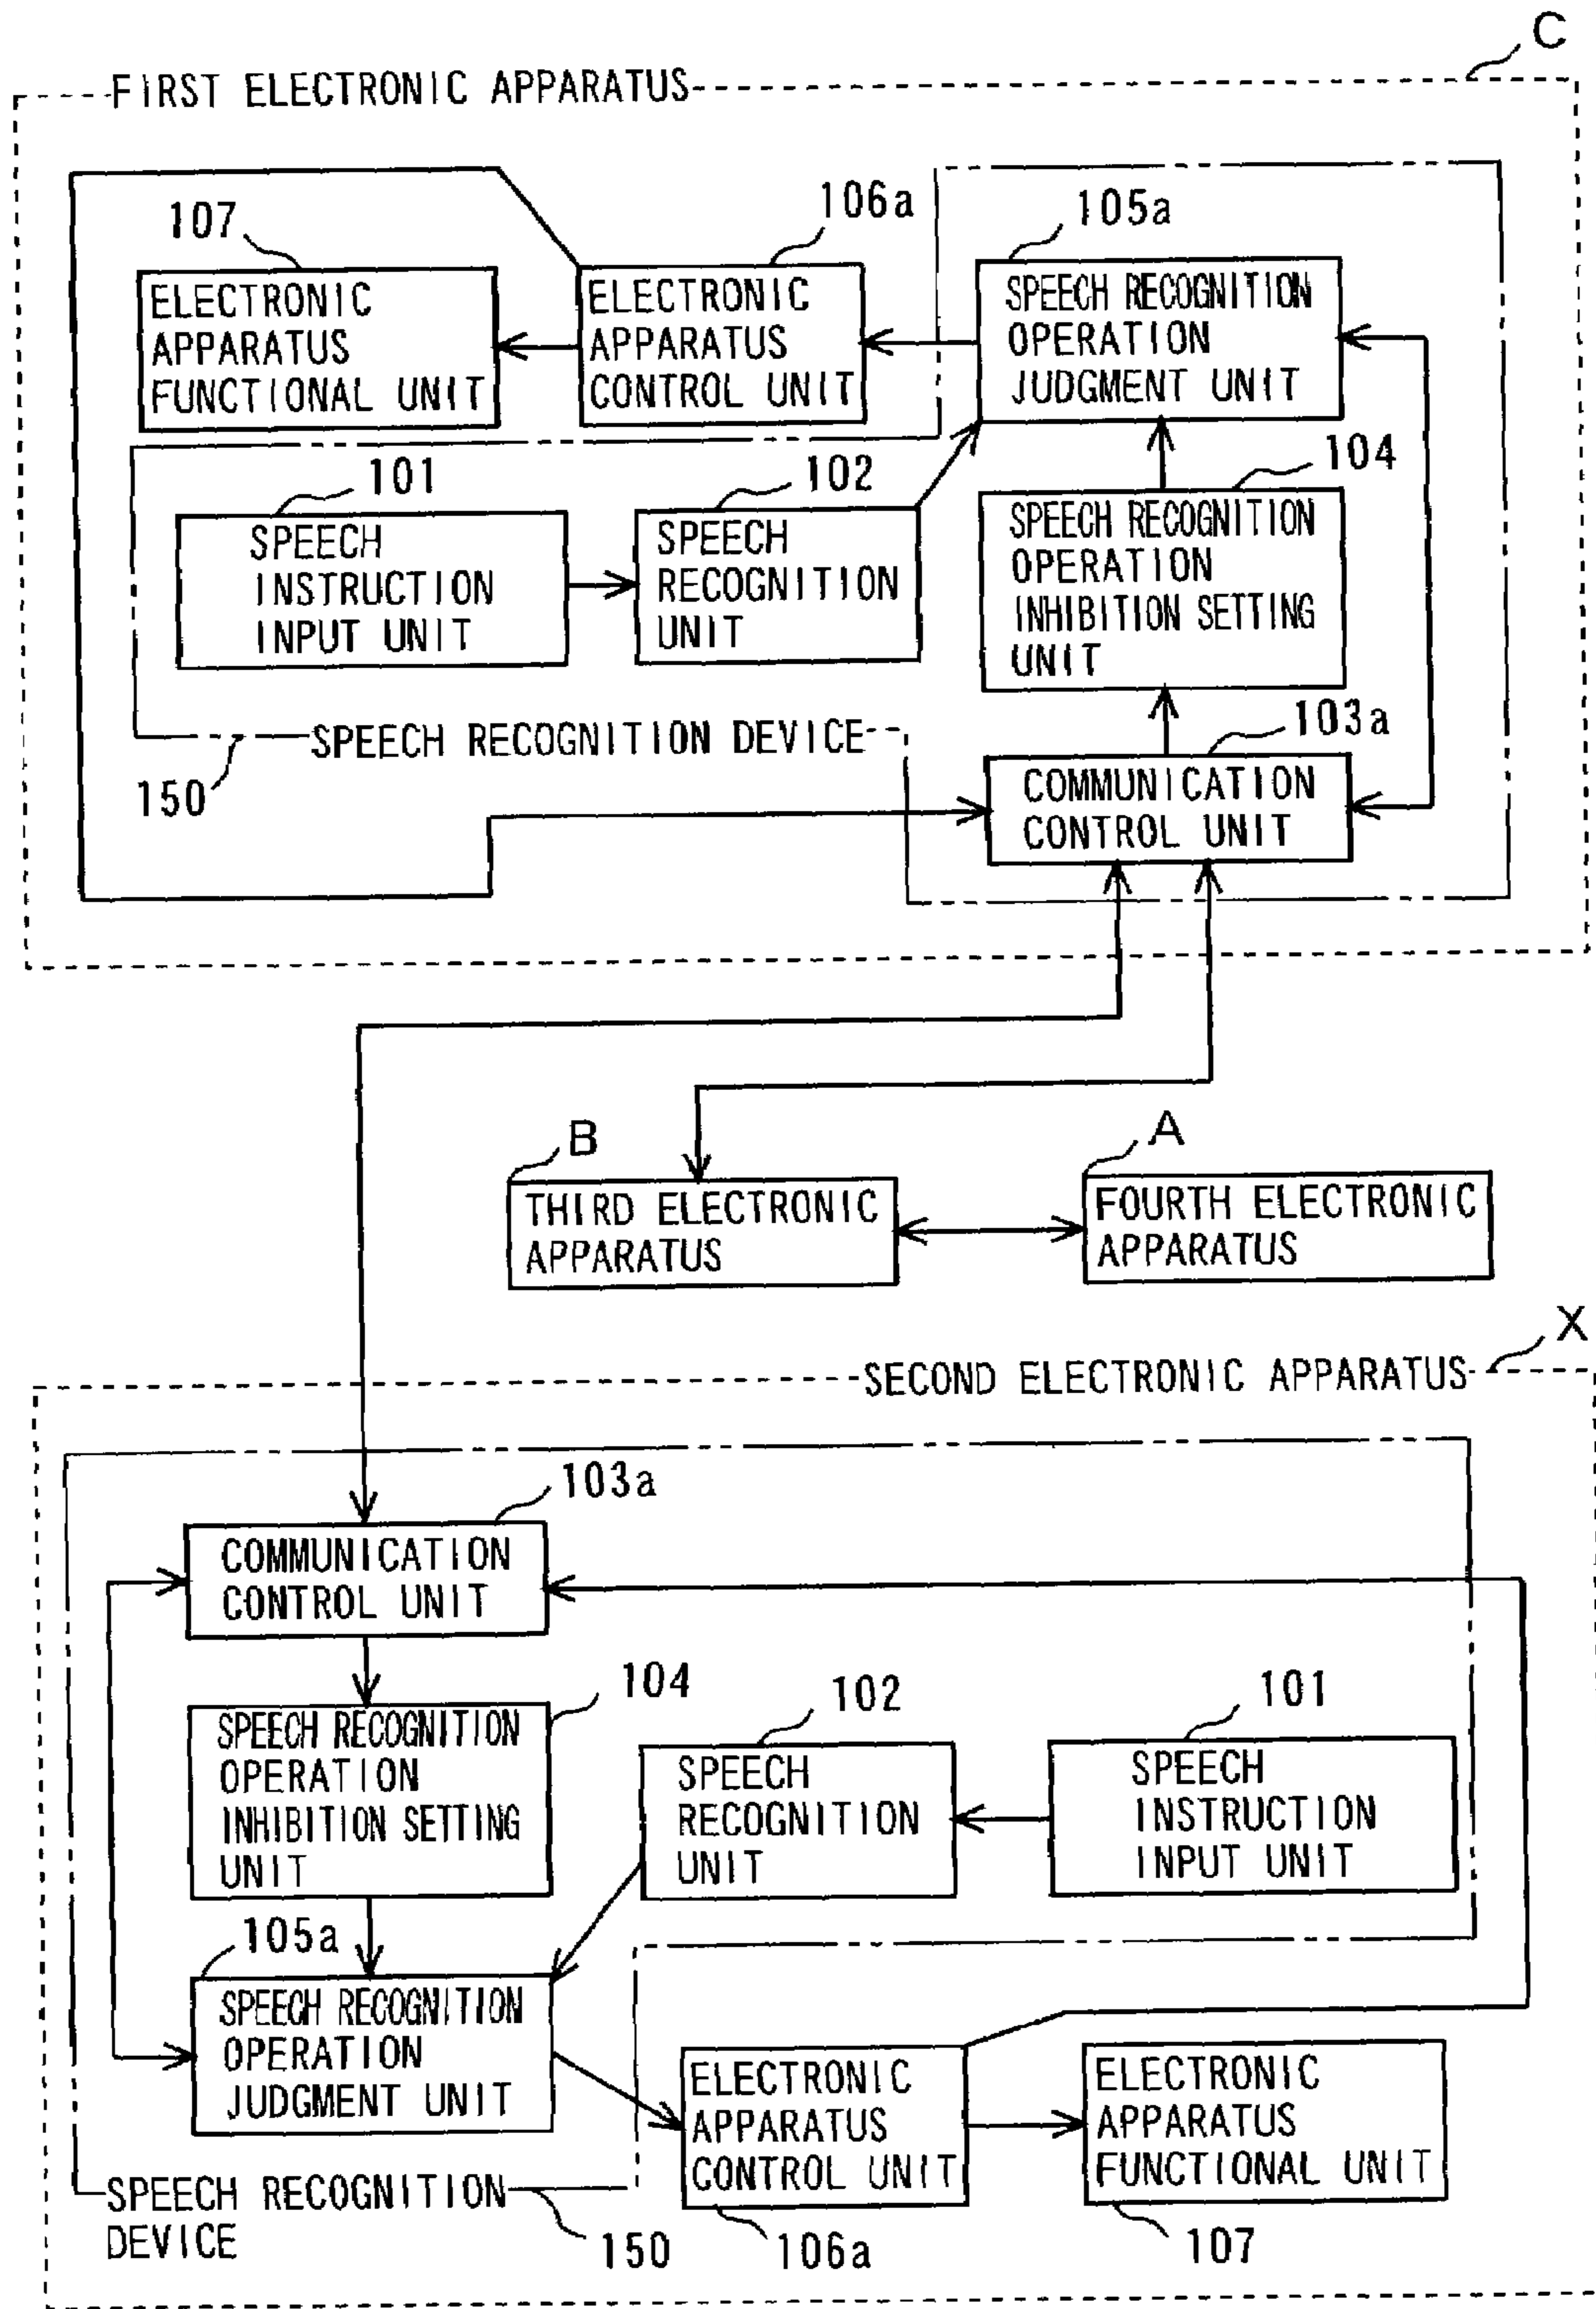 C
FIRST ELECTRONIC APPARATUS
107
106a
105a
ELECTRONIC
APPARATUS
FUNCTIONAL UNIT
ELECTRONIC
APPARATUS
CONTROL UNIT
SPEECH RECOGNITION
OPERATION
JUDGMENT UNIT
101
102
104
SPEECH
INSTRUCTION
INPUT UNIT
SPEECH
RECOGNITION
UNIT
SPEECH RECOGNITION
OPERATION
INHIBITION SETTING
UNIT
SPEECH RECOGNITION DEVICE
150
103a
COMMUNICATION
CONTROL UNIT
B
A
THIRD ELECTRONIC
APPARATUS
FOURTH ELECTRONIC
APPARATUS
X
SECOND ELECTRONIC APPARATUS
103a
COMMUNICATION
CONTROL UNIT
104
102
101
SPEECH RECOGNITION
OPERATION
INHIBITION SETTING
UNIT
SPEECH
RECOGNITION
UNIT
SPEECH
INSTRUCTION
INPUT UNIT
105a
SPEECH RECOGNITION
OPERATION
JUDGMENT UNIT
ELECTRONIC
APPARATUS
CONTROL UNIT
ELECTRONIC
APPARATUS
FUNCTIONAL UNIT
SPEECH RECOGNITION
DEVICE
150
106a
107